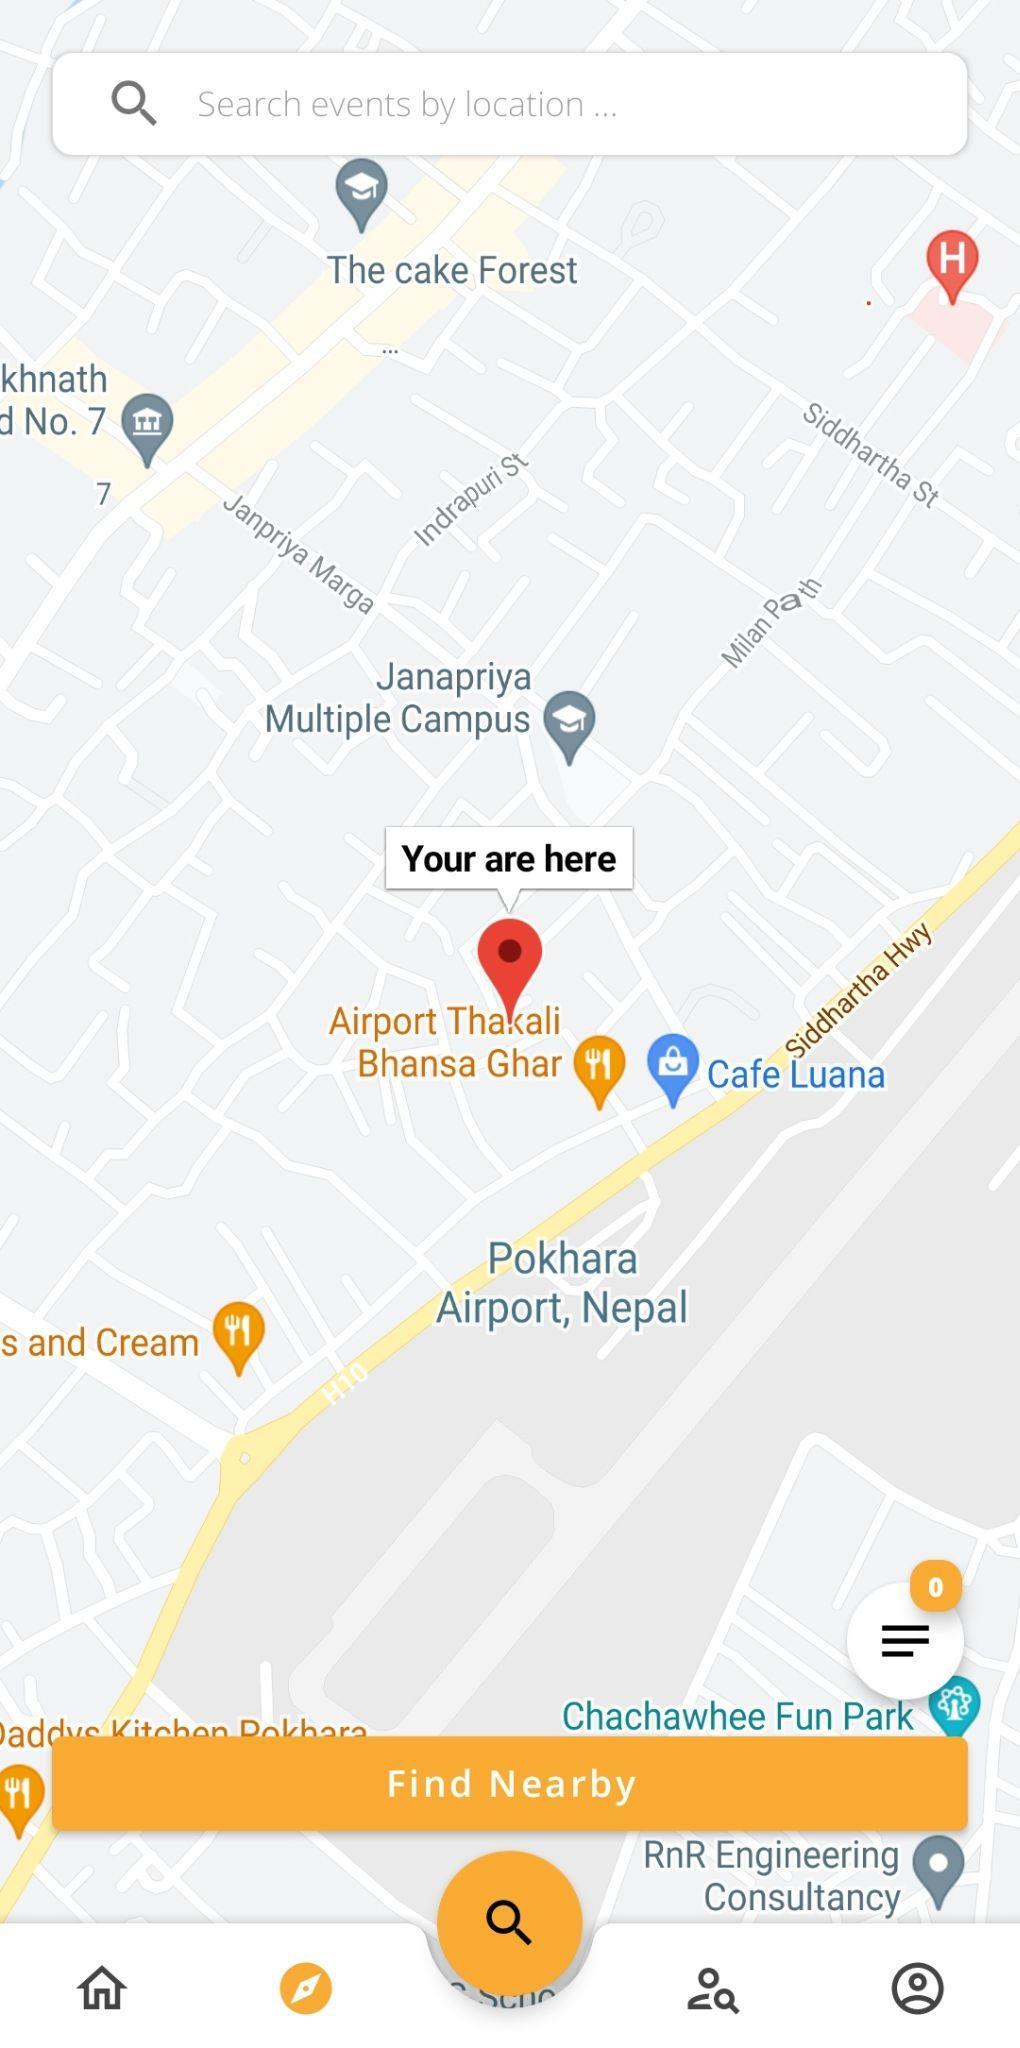 Search events by location ...
The cake Forest
H
...
khnath
d No. 7
7
Siddhartha St
Indrapuri St
Janpriya Marga
Milan Path
Janapriya
Multiple Campus
Your are here
Siddhartha Hwy
Airport Thakali
Bhansa Ghar
Cafe Luana
Pokhara
Airport, Nepal
s and Cream
H10
0
Chachawhee Fun Park
Daddys Kitchen Pokhara
Find Nearby
RnR Engineering
Consultancy